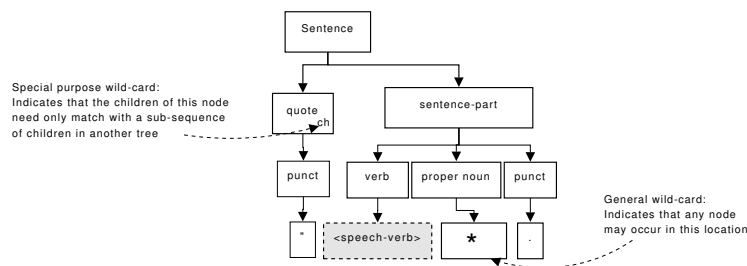 Sentence
Special purpose wild-card:
Indicates that the children of this node
need only match with a sub-sequence
of children in another tree
quote
ch
sentence-part
punct
verb
proper noun
punct
General wild-card:
Indicates that any node
may occur in this location
"
<speech-verb>
*
.